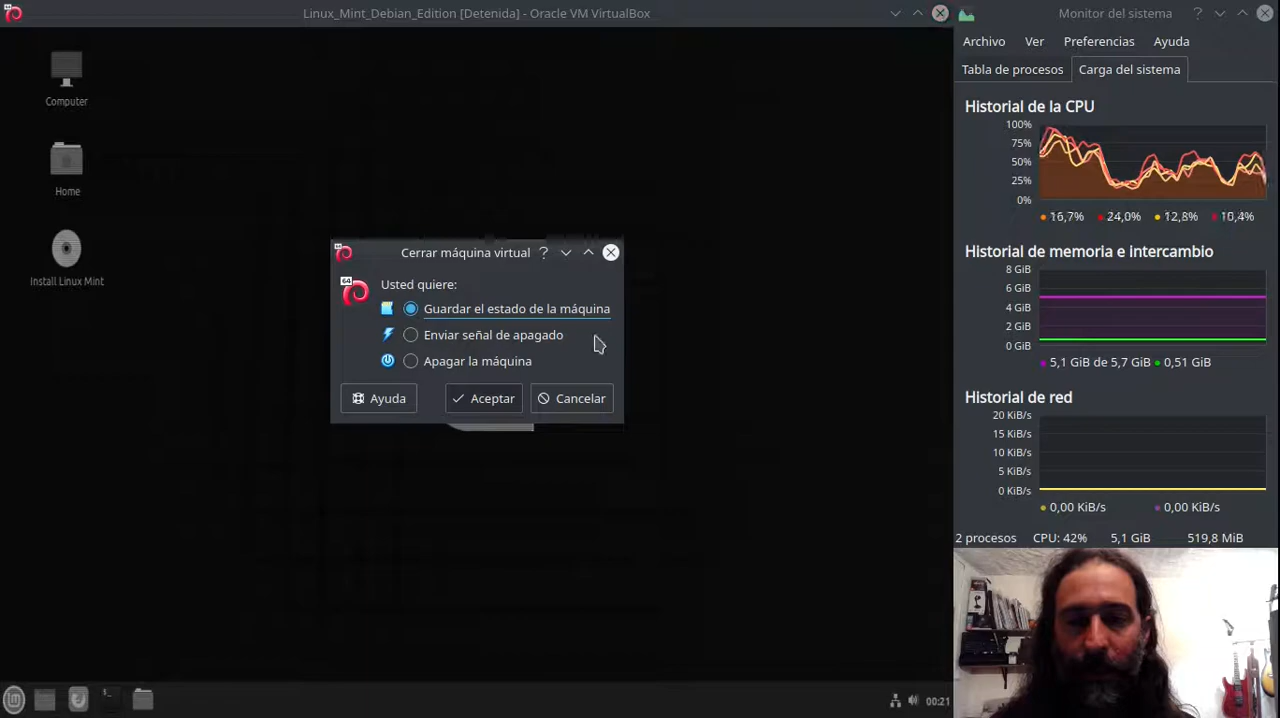 Linux_Mint_Debian_Edition [Detenida] - Oracle VM VirtualBox
Computer
Home
Install Linux Mint
64
Cerrar máquina virtual
64
Usted quiere:
Guardar el estado de la máquina
Enviar señal de apagado
Apagar la máquina
Ayuda
Aceptar
Cancelar
00:21
Monitor del sistema
Archivo Ver Preferencias Ayuda
Tabla de procesos Carga del sistema
Historial de la CPU
100%
75%
50%
25%
0%
16,7% 24,0% 12,8% 10,4%
Historial de memoria e intercambio
8 GiB
6 GiB
4 GiB
2 GiB
0 GiB
5,1 GiB de 5,7 GiB 0,51 GiB
Historial de red
20 KiB/s
15 KiB/s
10 KiB/s
5 KiB/s
0 KiB/s
0,00 KiB/s 0,00 KiB/s
2 procesos CPU: 42% 5,1 GiB 519,8 MiB